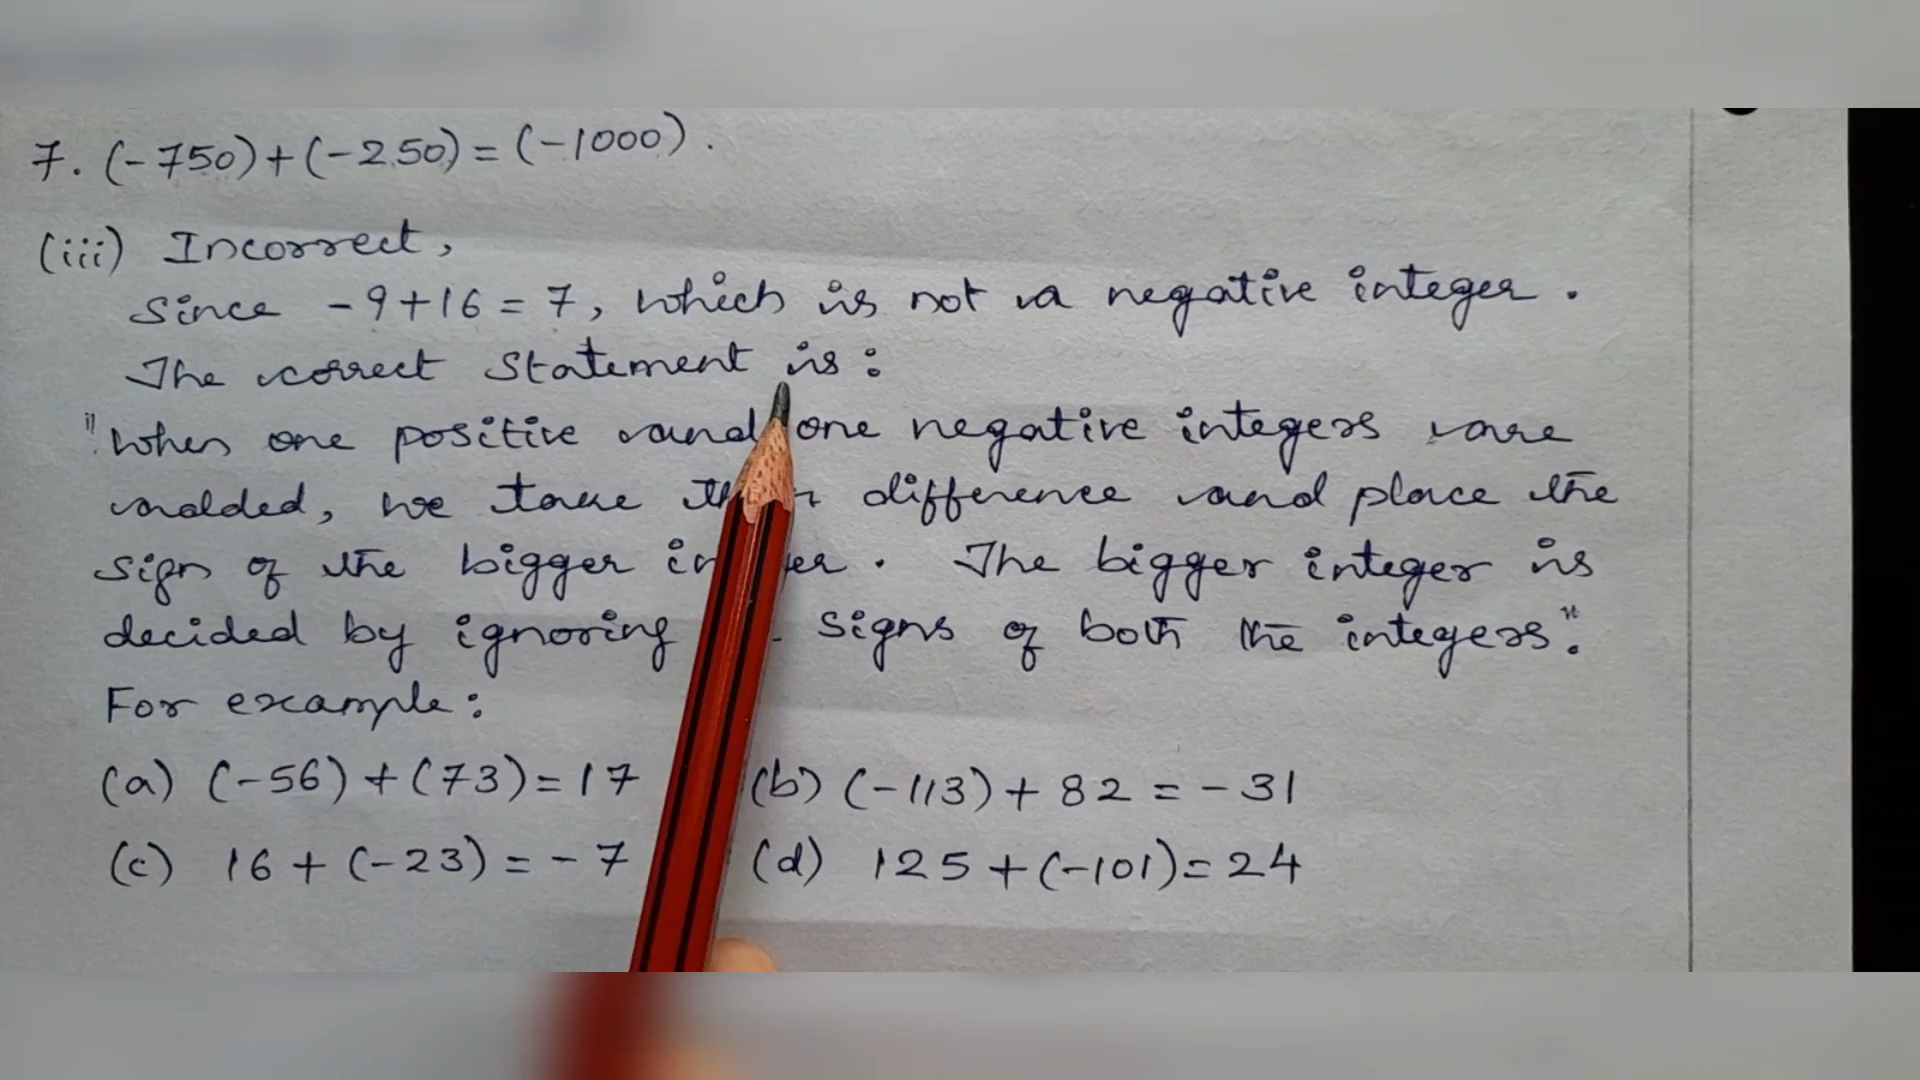 7. (-750)+(-250)=(-1000).
(iii) Incorrect,
Since -9+16=7, which is not a negative integer.
The correct statement is:
"When one positive and one negative integers are
added, we take difference and place the
sign of the bigger. The bigger integer is
decided by ignoring signs of both the integers".
For example:
(a) (-56)+(73)=17 (b) (-113)+82=-31
(c) 16+(-23)=-7 (d) 125+(-101)=24